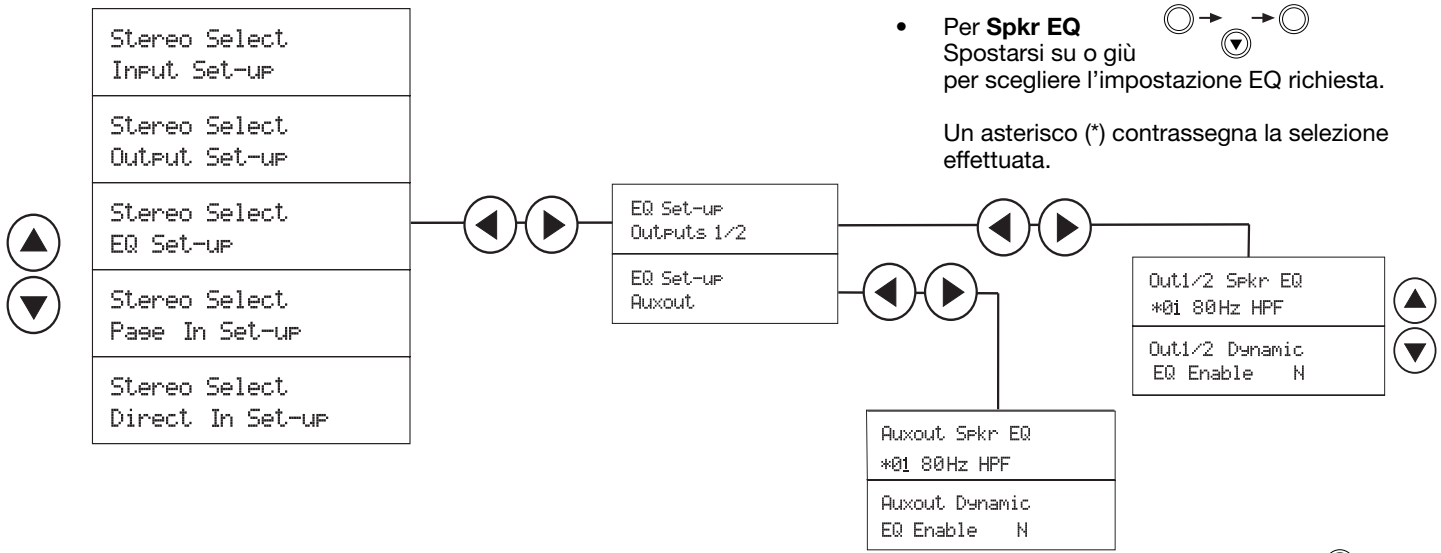 Stereo Select
Input Set-up
Stereo Select
Output Set-up
Stereo Select
EQ Set-up
Stereo Select
Page In Set-up
Stereo Select
Direct In Set-up
EQ Set-up
Outputs 1/2
EQ Set-up
Auxout
• Per Spkr EQ
Spostarsi su o giù
per scegliere l'impostazione EQ richiesta.
Un asterisco (*) contrassegna la selezione
effettuata.
Out1/2 Spkr EQ
*01 80Hz HPF
Out1/2 Dynamic
EQ Enable N
Auxout Spkr EQ
*01 80Hz HPF
Auxout Dynamic
EQ Enable N